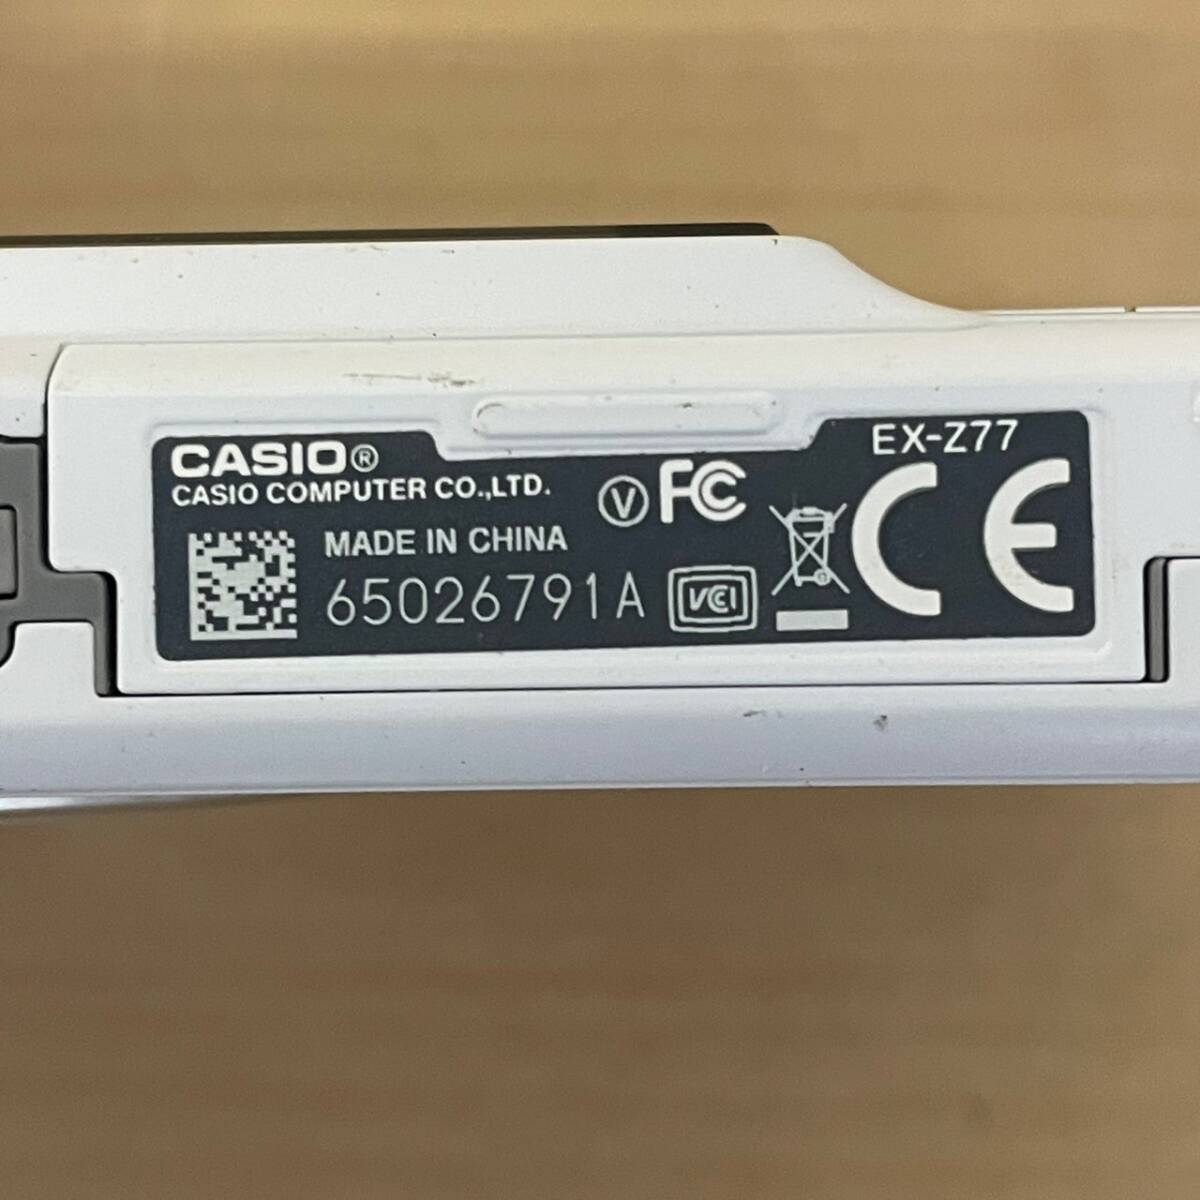 CASIO®
CASIO COMPUTER CO.,LTD.
EX-Z77
V FC CE
MADE IN CHINA
65026791A
VCI